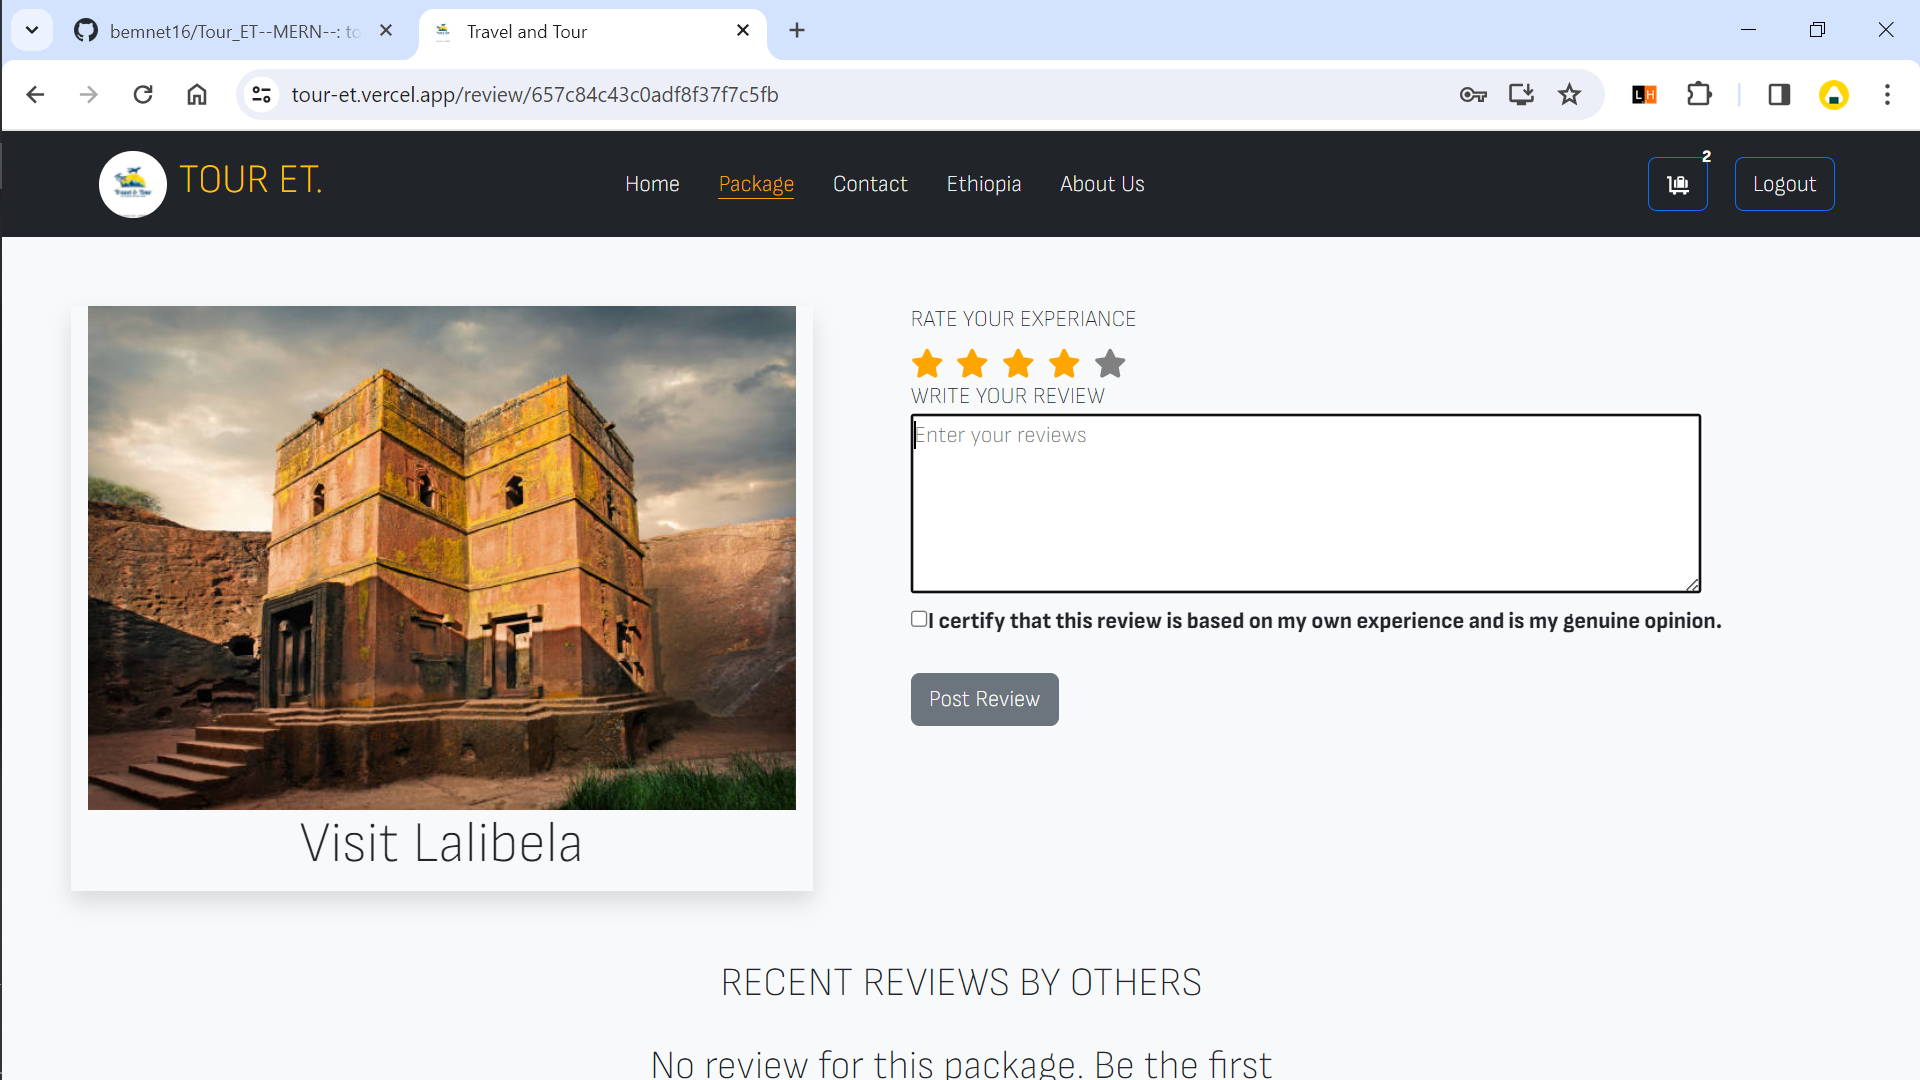 bemnet16/Tour_ET--MERN--: to
Travel and Tour
tour-et.vercel.app/review/657c84c43c0adf8f37f7c5fb
LH
Travel & Tour
TOUR ET.
Home
Package
Contact
Ethiopia
About Us
2
Logout
RATE YOUR EXPERIANCE
WRITE YOUR REVIEW
Enter your reviews
I certify that this review is based on my own experience and is my genuine opinion.
Post Review
Visit Lalibela
RECENT REVIEWS BY OTHERS
No review for this package. Be the first